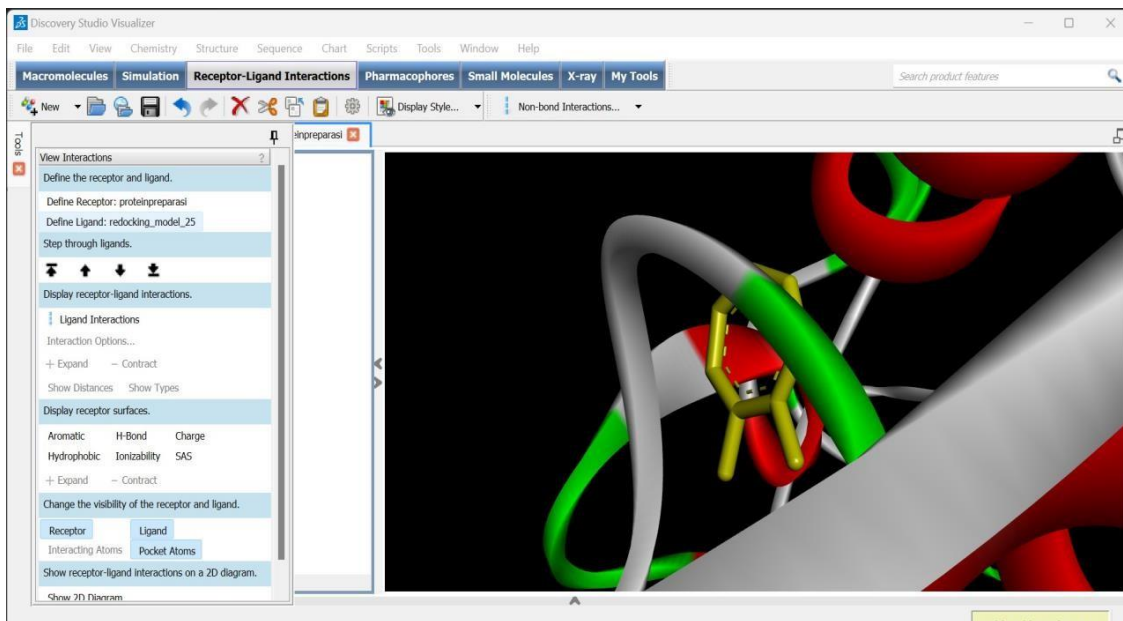 Discovery Studio Visualizer
File Edit View Chemistry Structure Sequence Chart Scripts Tools Window Help
Macromolecules Simulation Receptor-Ligand Interactions Pharmacophores Small Molecules X-ray My Tools
Search product features
New Display Style... Non-bond Interactions...
Tools
einpreparasi
View Interactions ?
Define the receptor and ligand.
Define Receptor: proteinpreparasi
Define Ligand: redocking_model_25
Step through ligands.
Display receptor-ligand interactions.
Ligand Interactions
Interaction Options...
+ Expand - Contract
Show Distances Show Types
Display receptor surfaces.
Aromatic H-Bond Charge
Hydrophobic Ionizability SAS
+ Expand - Contract
Change the visibility of the receptor and ligand.
Receptor Ligand
Interacting Atoms Pocket Atoms
Show receptor-ligand interactions on a 2D diagram.
Show 2D Diagram